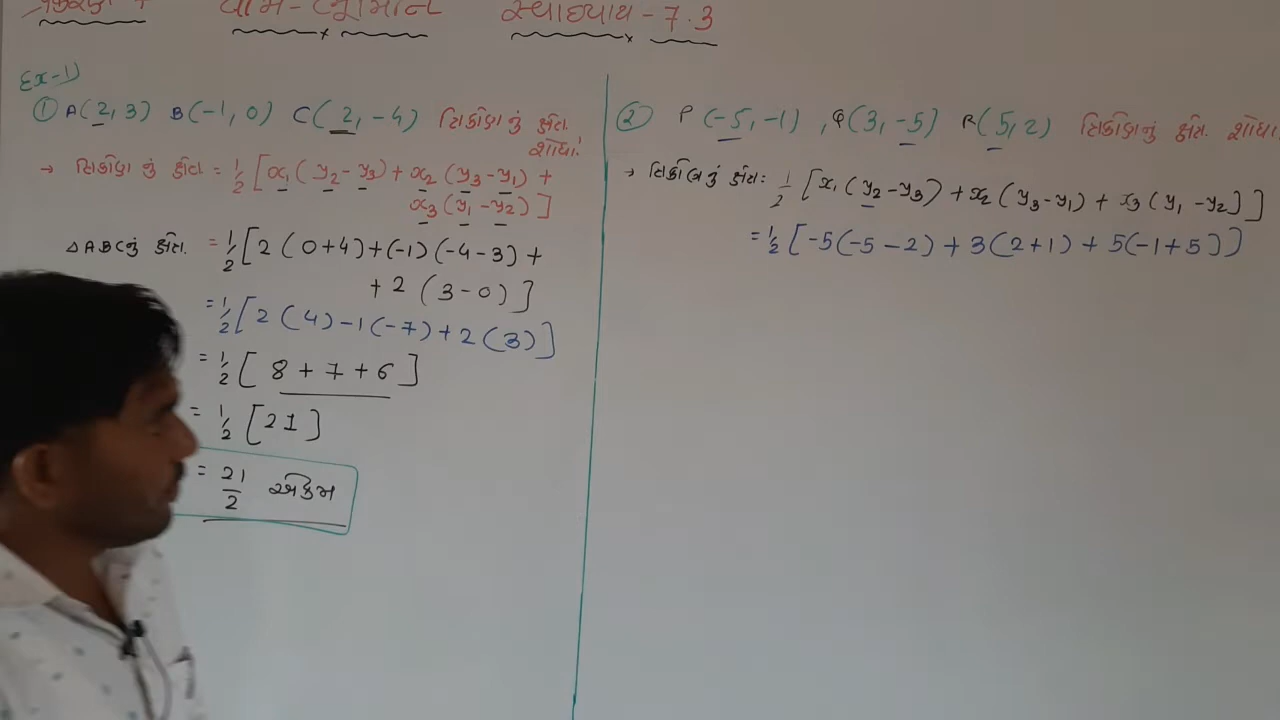 યામ-ભૂમિતિ સ્વાધ્યાય - 7.3
Ex-1)
① A(2,3) B(-1,0) C(2,-4) ત્રિકોણનું ક્ષેત્ર.
શોધો!
→ ત્રિકોણનું ક્ષેત્ર = 1/2 [x₁(y₂-y₃)+x₂(y₃-y₁)+
x₃(y₁-y₂)]
△ABCનું ક્ષેત્ર. = 1/2 [2(0+4)+(-1)(-4-3)+
+2(3-0)]
= 1/2 [2(4)-1(-7)+2(3)]
= 1/2 [8+7+6]
= 1/2 [21]
= 21/2 એકમ
② P(-5,-1), Q(3,-5) R(5,2) ત્રિકોણનું ક્ષેત્ર. શોધો
→ ત્રિકોણનું ક્ષેત્ર: 1/2 [x₁(y₂-y₃)+x₂(y₃-y₁)+x₃(y₁-y₂)]
= 1/2 [-5(-5-2)+3(2+1)+5(-1+5)]